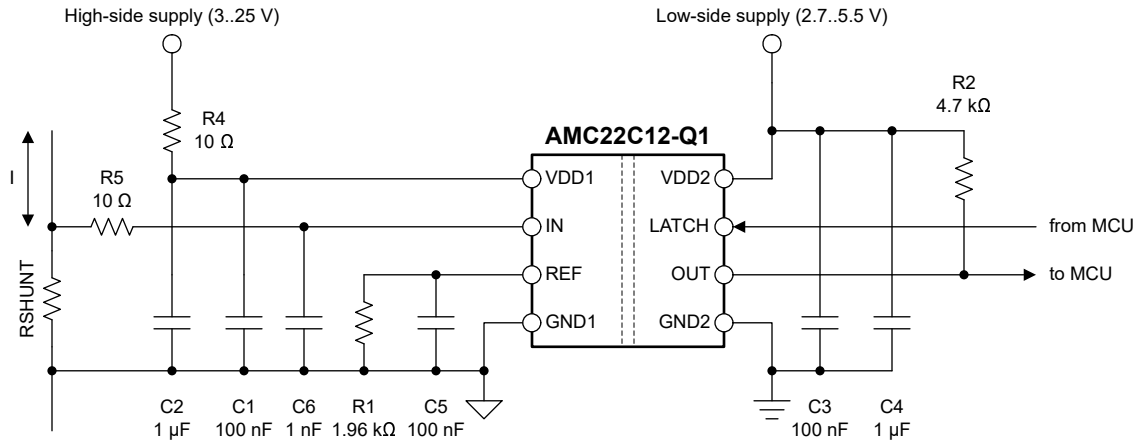 High-side supply (3..25 V)
Low-side supply (2.7..5.5 V)
R4
10 Ω
R2
4.7 kΩ
AMC22C12-Q1
I
R5
10 Ω
VDD1
VDD2
IN
LATCH
from MCU
RSHUNT
REF
OUT
to MCU
GND1
GND2
C2
1 µF
C1
100 nF
C6
1 nF
R1
1.96 kΩ
C5
100 nF
C3
100 nF
C4
1 µF